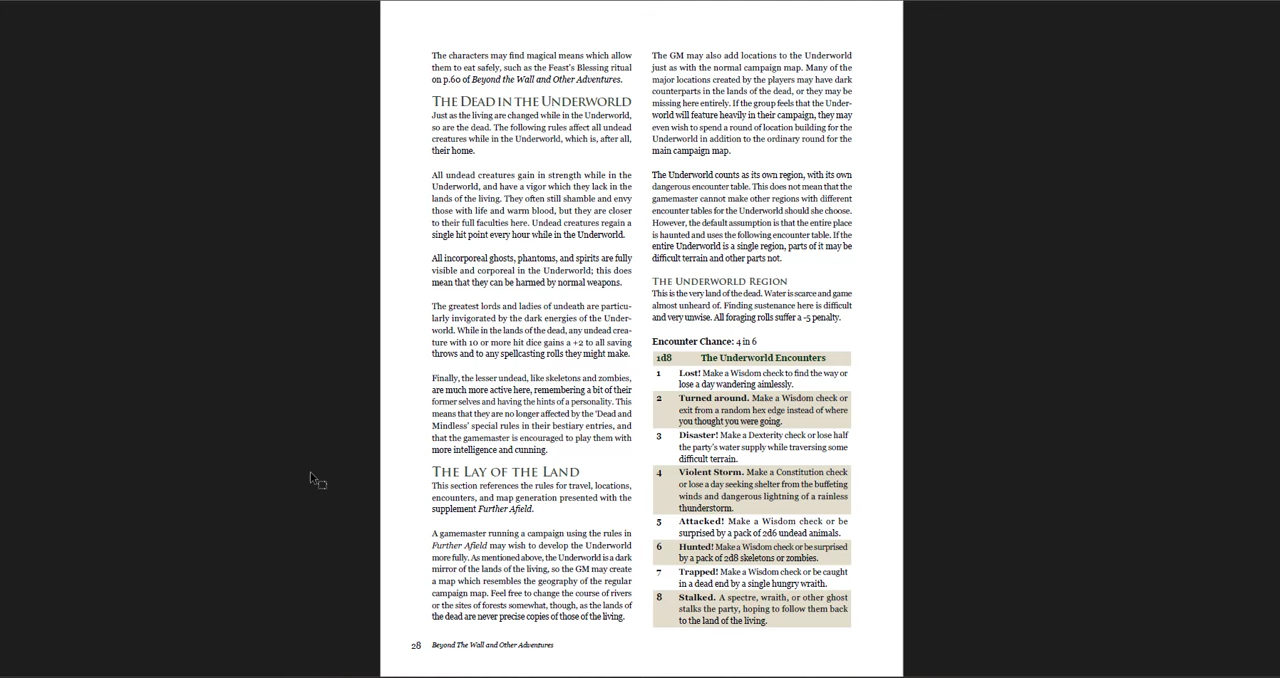 The characters may find magical means which allow
them to eat safely, such as the Feast's Blessing ritual
on p.60 of Beyond the Wall and Other Adventures.
The Dead in the Underworld
Just as the living are changed while in the Underworld,
so are the dead. The following rules affect all undead
creatures while in the Underworld, which is, after all,
their home.
All undead creatures gain in strength while in the
Underworld, and have a vigor which they lack in the
lands of the living. They often still shamble and envy
those with life and warm blood, but they are closer
to their full faculties here. Undead creatures regain a
single hit point every hour while in the Underworld.
All incorporeal ghosts, phantoms, and spirits are fully
visible and corporeal in the Underworld; this does
mean that they can be harmed by normal weapons.
The greatest lords and ladies of undeath are particu-
larly invigorated by the dark energies of the Under-
world. While in the lands of the dead, any undead crea-
ture with 10 or more hit dice gains a +2 to all saving
throws and to any spellcasting rolls they might make.
Finally, the lesser undead, like skeletons and zombies,
are much more active here, remembering a bit of their
former selves and having the hints of a personality. This
means that they are no longer affected by the 'Dead and
Mindless' special rules in their bestiary entries, and
that the gamemaster is encouraged to play them with
more intelligence and cunning.
The Lay of the Land
This section references the rules for travel, locations,
encounters, and map generation presented with the
supplement Further Afield.
A gamemaster running a campaign using the rules in
Further Afield may wish to develop the Underworld
more fully. As mentioned above, the Underworld is a dark
mirror of the lands of the living, so the GM may create
a map which resembles the geography of the regular
campaign map. Feel free to change the course of rivers
or the sites of forests somewhat, though, as the lands of
the dead are never precise copies of those of the living.
The GM may also add locations to the Underworld
just as with the normal campaign map. Many of the
major locations created by the players may have dark
counterparts in the lands of the dead, or they may be
missing here entirely. If the group feels that the Under-
world will feature heavily in their campaign, they may
even wish to spend a round of location building for the
Underworld in addition to the ordinary round for the
main campaign map.
The Underworld counts as its own region, with its own
dangerous encounter table. This does not mean that the
gamemaster cannot make other regions with different
encounter tables for the Underworld should she choose.
However, the default assumption is that the entire place
is haunted and uses the following encounter table. If the
entire Underworld is a single region, parts of it may be
difficult terrain and other parts not.
The Underworld Region
This is the very land of the dead. Water is scarce and game
almost unheard of. Finding sustenance here is difficult
and very unwise. All foraging rolls suffer a -5 penalty.
Encounter Chance: 4 in 6
1d8 The Underworld Encounters
1 Lost! Make a Wisdom check to find the way or
lose a day wandering aimlessly.
2 Turned around. Make a Wisdom check or
exit from a random hex edge instead of where
you thought you were going.
3 Disaster! Make a Dexterity check or lose half
the party's water supply while traversing some
difficult terrain.
4 Violent Storm. Make a Constitution check
or lose a day seeking shelter from the buffeting
winds and dangerous lightning of a rainless
thunderstorm.
5 Attacked! Make a Wisdom check or be
surprised by a pack of 2d6 undead animals.
6 Hunted! Make a Wisdom check or be surprised
by a pack of 2d8 skeletons or zombies.
7 Trapped! Make a Wisdom check or be caught
in a dead end by a single hungry wraith.
8 Stalked. A spectre, wraith, or other ghost
stalks the party, hoping to follow them back
to the land of the living.
28 Beyond The Wall and Other Adventures